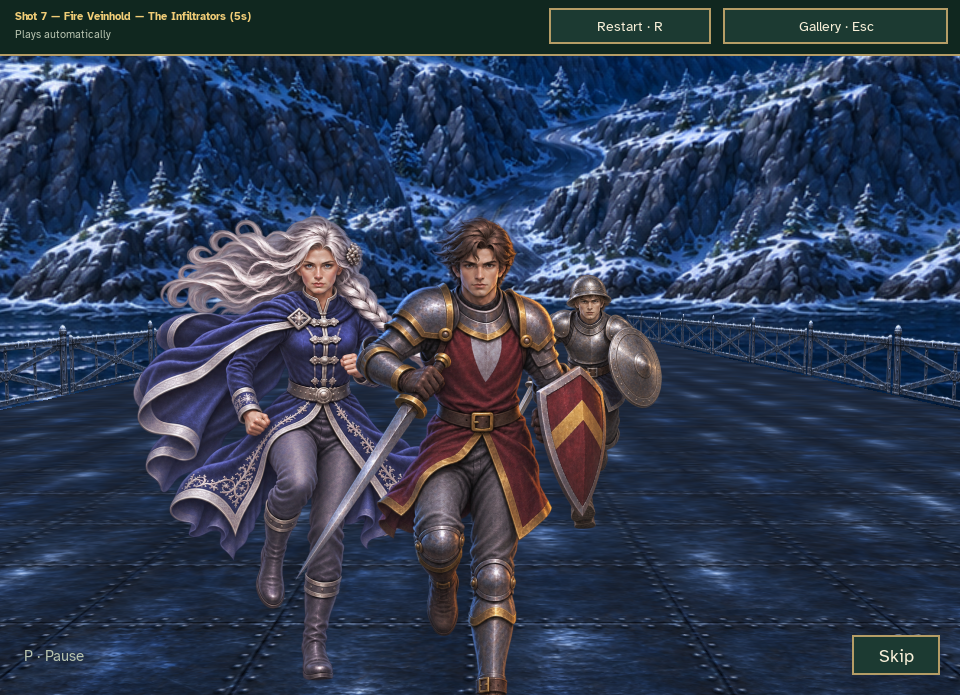 Shot 7 — Fire Veinhold — The Infiltrators (5s)
Plays automatically
Restart · R
Gallery · Esc
P · Pause
Skip